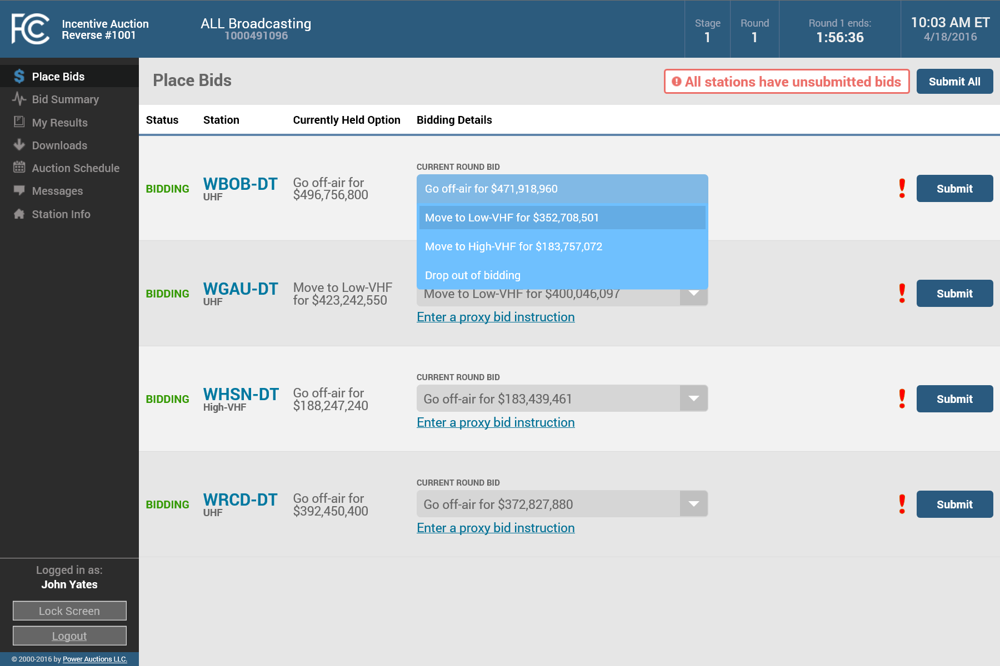 FCC
Incentive Auction
Reverse #1001
ALL Broadcasting
1000491096
Stage
1
Round
1
Round 1 ends:
1:56:36
10:03 AM ET
4/18/2016
Place Bids
Bid Summary
My Results
Downloads
Auction Schedule
Messages
Station Info
Place Bids
All stations have unsubmitted bids
Submit All
Status Station Currently Held Option Bidding Details
BIDDING
WBOB-DT
UHF
Go off-air for
$496,756,800
CURRENT ROUND BID
Go off-air for $471,918,960
Move to Low-VHF for $352,708,501
Move to High-VHF for $183,757,072
Drop out of bidding
Submit
BIDDING
WGAU-DT
UHF
Move to Low-VHF
for $423,242,550
Move to Low-VHF for $400,046,097
Enter a proxy bid instruction
Submit
BIDDING
WHSN-DT
High-VHF
Go off-air for
$188,247,240
CURRENT ROUND BID
Go off-air for $183,439,461
Enter a proxy bid instruction
Submit
BIDDING
WRCD-DT
UHF
Go off-air for
$392,450,400
CURRENT ROUND BID
Go off-air for $372,827,880
Enter a proxy bid instruction
Submit
Logged in as:
John Yates
Lock Screen
Logout
© 2000-2016 by Power Auctions LLC.